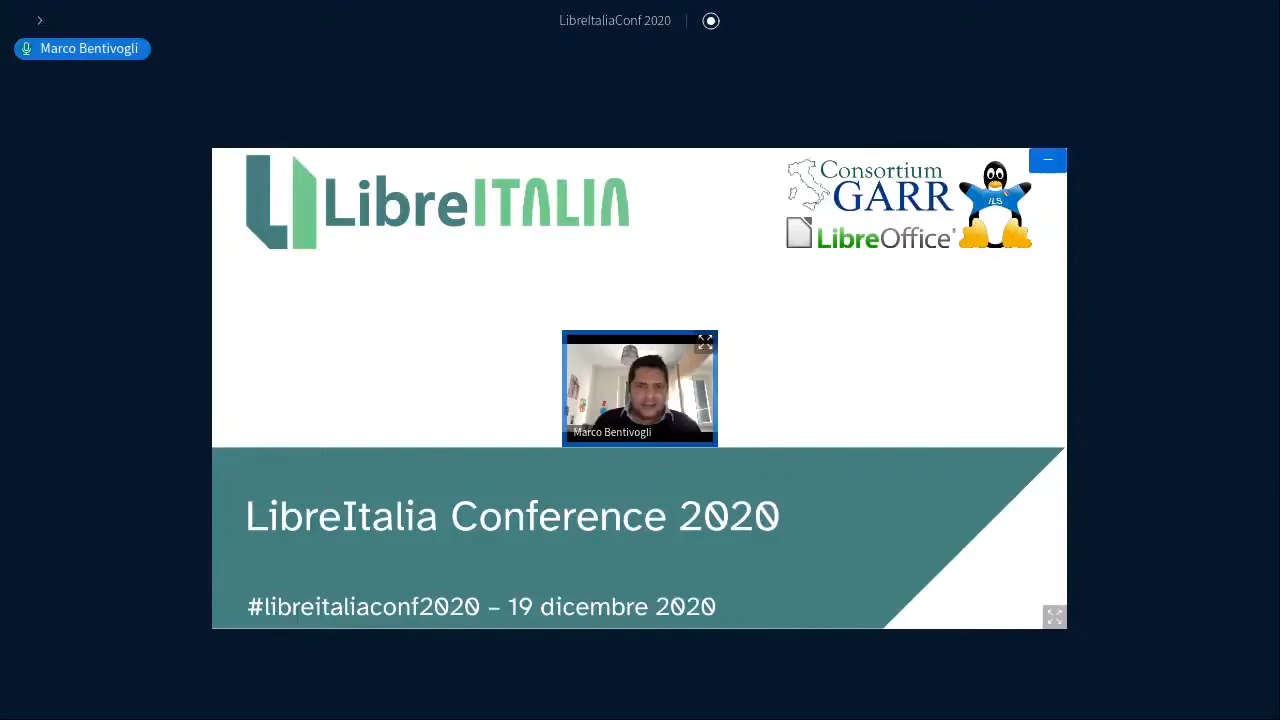 LibreItaliaConf 2020
Marco Bentivogli
LibreITALIA
Consortium
GARR
ILS
LibreOffice
Marco Bentivogli
LibreItalia Conference 2020
#libreitaliaconf2020 – 19 dicembre 2020